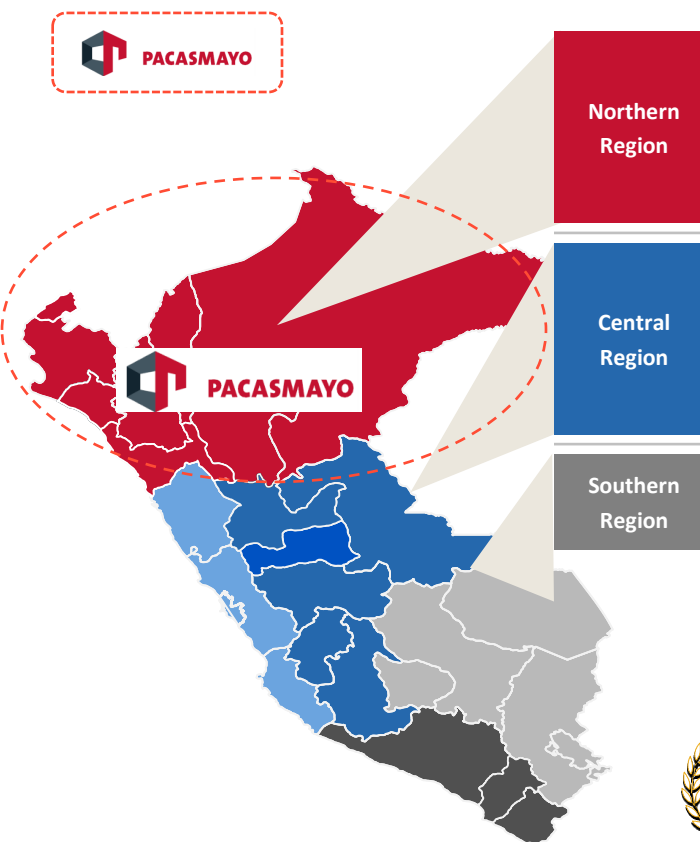 PACASMAYO
Northern
Region
Central
Region
PACASMAYO
Southern
Region